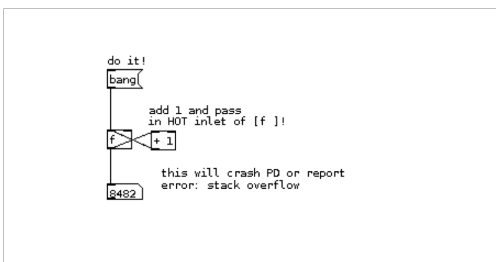 do it!
bang
add 1 and pass
in HOT inlet of [f ]!
f
+ 1
this will crash PD or report
error: stack overflow
8482